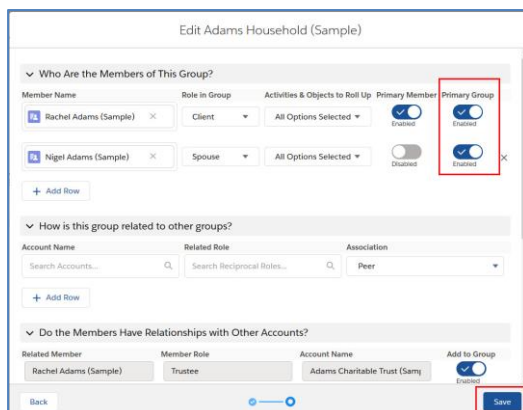 Edit Adams Household (Sample)
Who Are the Members of This Group?
Member Name Role in Group Activities & Objects to Roll Up Primary Member Primary Group
Rachel Adams (Sample) Client All Options Selected
Enabled Enabled
Nigel Adams (Sample) Spouse All Options Selected
Disabled Enabled
+ Add Row
How is this group related to other groups?
Account Name Related Role Association
Search Accounts... Search Reciprocal Roles... Peer
+ Add Row
Do the Members Have Relationships with Other Accounts?
Related Member Member Role Account Name Add to Group
Rachel Adams (Sample) Trustee Adams Charitable Trust (Samp
Enabled
Back Save